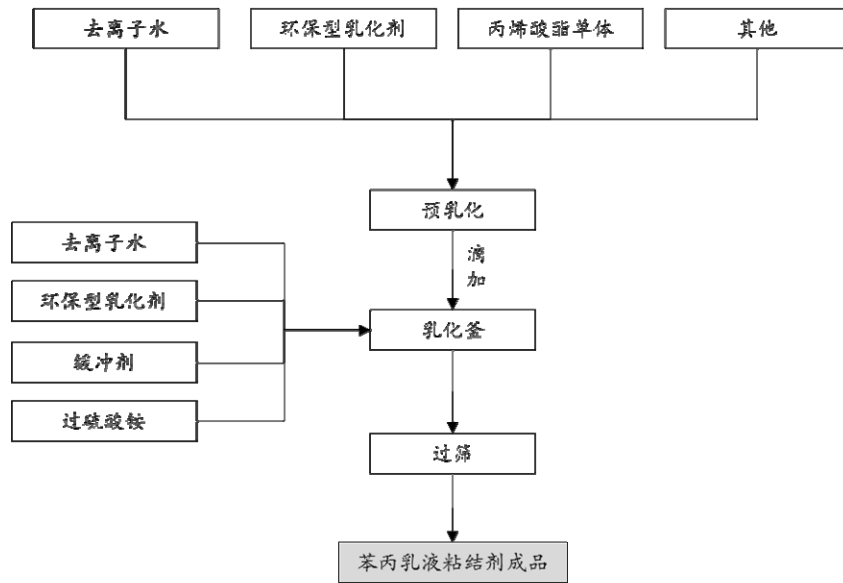 去离子水
环保型乳化剂
丙烯酸酯单体
其他
预乳化
滴
加
去离子水
环保型乳化剂
缓冲剂
过硫酸铵
乳化釜
过筛
苯丙乳液粘结剂成品